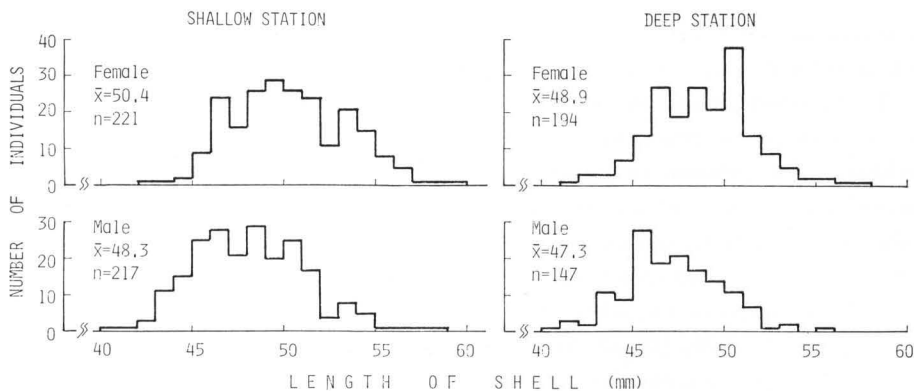 SHALLOW STATION
DEEP STATION
NUMBER OF INDIVIDUALS
40
30
20
10
0
Female
x̄=50.4
n=221
Female
x̄=48.9
n=194
30
20
10
0
Male
x̄=48.3
n=217
Male
x̄=47.3
n=147
40 45 50 55 60
40 45 50 55 60
LENGTH OF SHELL (mm)